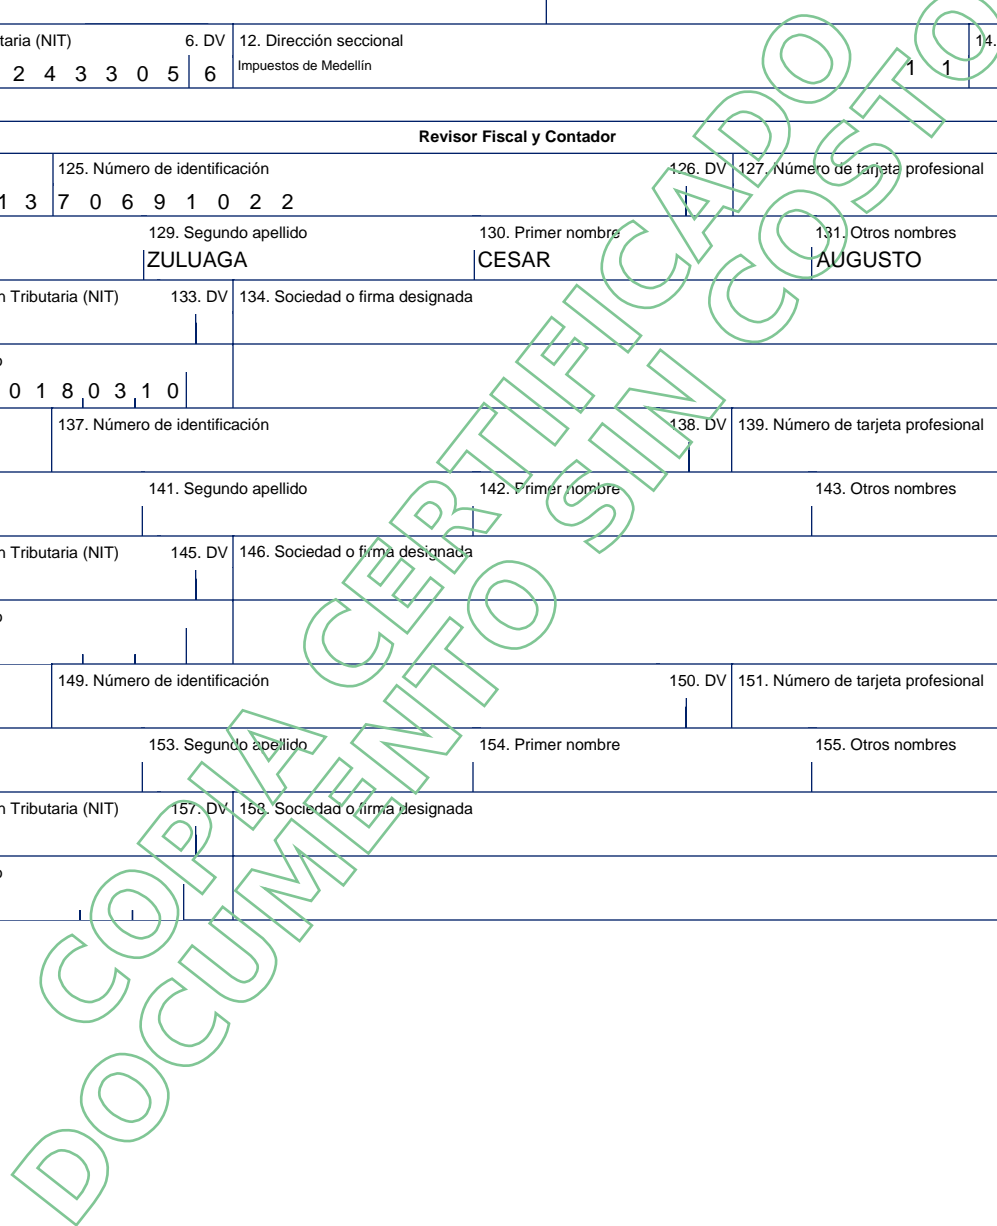 taria (NIT) 6. DV 12. Dirección seccional 14.
2 4 3 3 0 5 6 Impuestos de Medellín 1 1
Revisor Fiscal y Contador
125. Número de identificación 126. DV 127. Número de tarjeta profesional
1 3 7 0 6 9 1 0 2 2
129. Segundo apellido 130. Primer nombre 131. Otros nombres
ZULUAGA CESAR AUGUSTO
n Tributaria (NIT) 133. DV 134. Sociedad o firma designada
o
0 1 8 0 3 1 0
137. Número de identificación 138. DV 139. Número de tarjeta profesional
141. Segundo apellido 142. Primer nombre 143. Otros nombres
n Tributaria (NIT) 145. DV 146. Sociedad o firma designada
o
149. Número de identificación 150. DV 151. Número de tarjeta profesional
153. Segundo apellido 154. Primer nombre 155. Otros nombres
n Tributaria (NIT) 157. DV 158. Sociedad o firma designada
o
COPIA CERTIFICADO
DOCUMENTO SIN COSTO